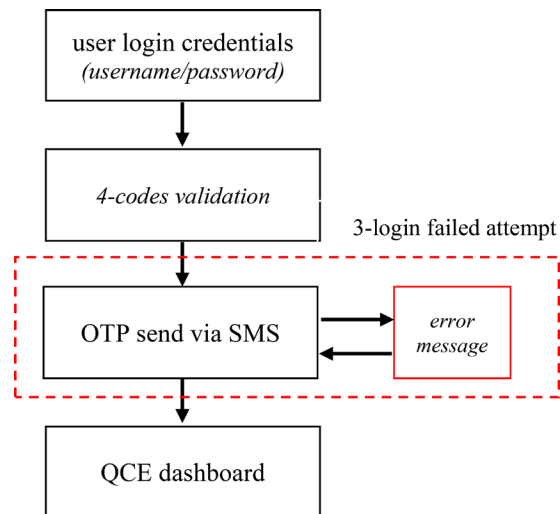 user login credentials
(username/password)
4-codes validation
3-login failed attempt
OTP send via SMS
error
message
QCE dashboard